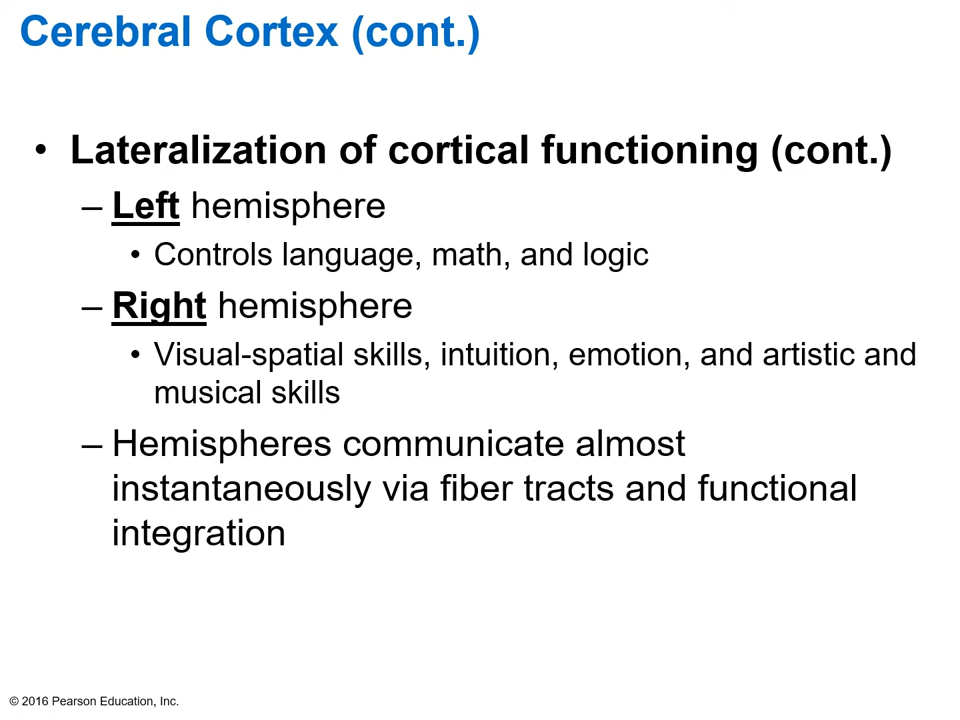 Cerebral Cortex (cont.)
• Lateralization of cortical functioning (cont.)
– Left hemisphere
• Controls language, math, and logic
– Right hemisphere
• Visual-spatial skills, intuition, emotion, and artistic and
musical skills
– Hemispheres communicate almost
instantaneously via fiber tracts and functional
integration
© 2016 Pearson Education, Inc.